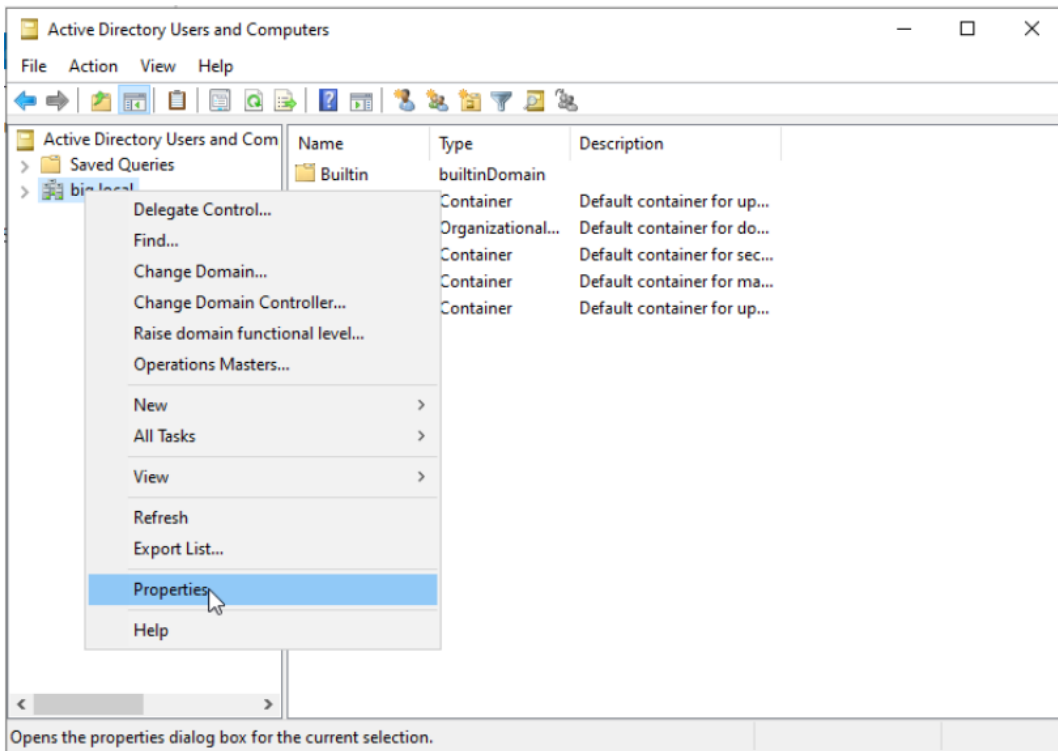 Active Directory Users and Computers
File Action View Help
Active Directory Users and Com
Saved Queries
big.local
Name Type Description
Builtin builtinDomain
Container Default container for up...
Organizational... Default container for do...
Container Default container for sec...
Container Default container for ma...
Container Default container for up...
Delegate Control...
Find...
Change Domain...
Change Domain Controller...
Raise domain functional level...
Operations Masters...
New
All Tasks
View
Refresh
Export List...
Properties
Help
Opens the properties dialog box for the current selection.